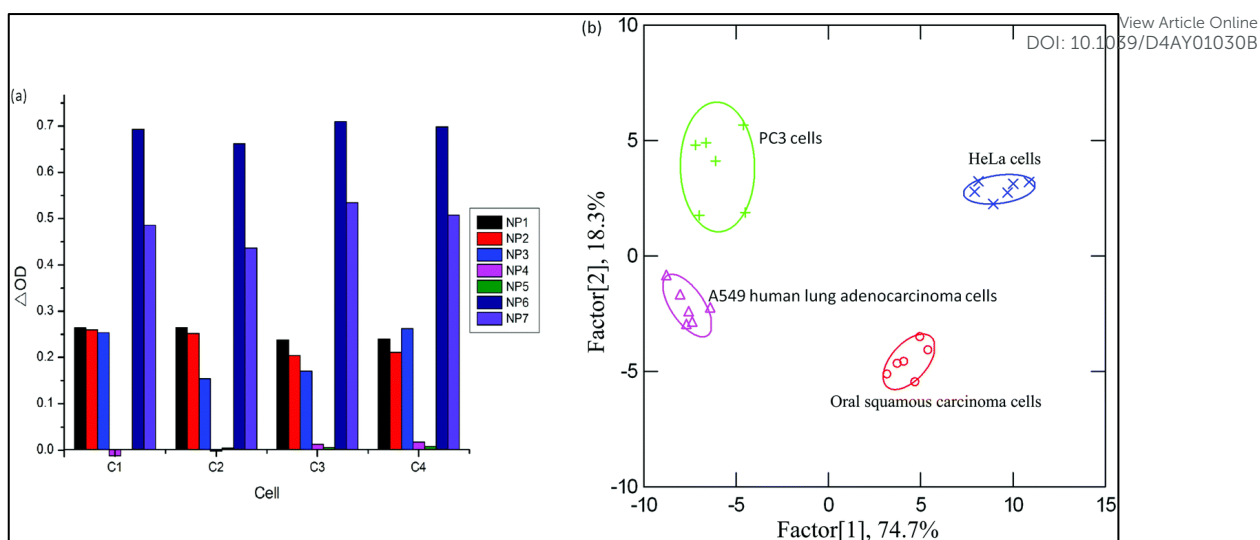 View Article Online
DOI: 10.1039/D4AY01030B
(a)
△OD
0.7
0.6
0.5
0.4
0.3
0.2
0.1
0.0
C1 C2 C3 C4
Cell
NP1
NP2
NP3
NP4
NP5
NP6
NP7
(b)
Factor[2], 18.3%
10
5
0
-5
-10
PC3 cells
HeLa cells
A549 human lung adenocarcinoma cells
Oral squamous carcinoma cells
-10 -5 0 5 10 15
Factor[1], 74.7%